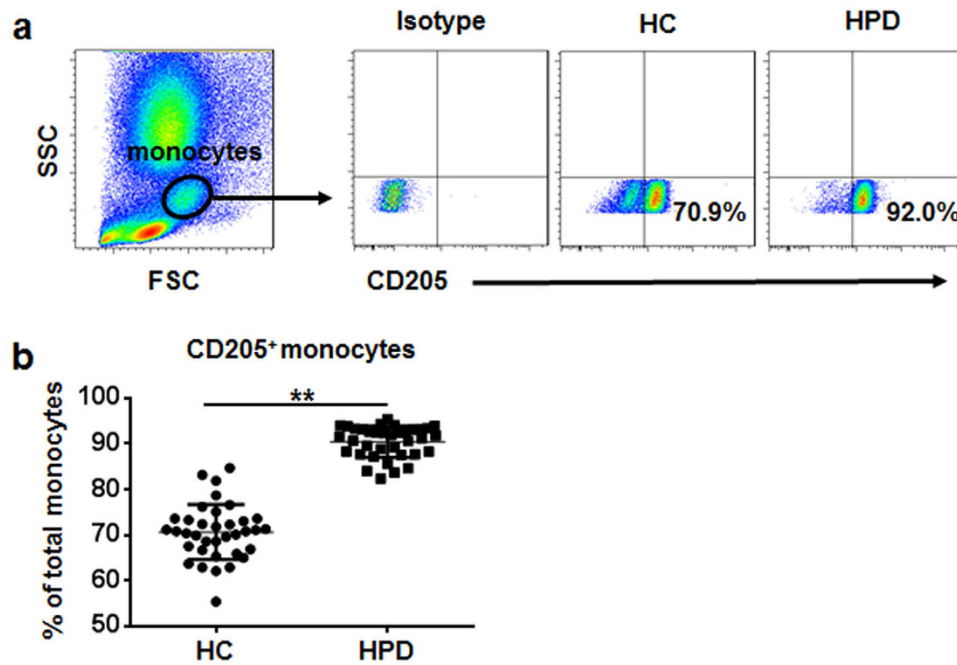 a
Isotype HC HPD
SSC
monocytes
70.9% 92.0%
FSC CD205
b
CD205+ monocytes
% of total monocytes
100
**
90
80
70
60
50
HC HPD